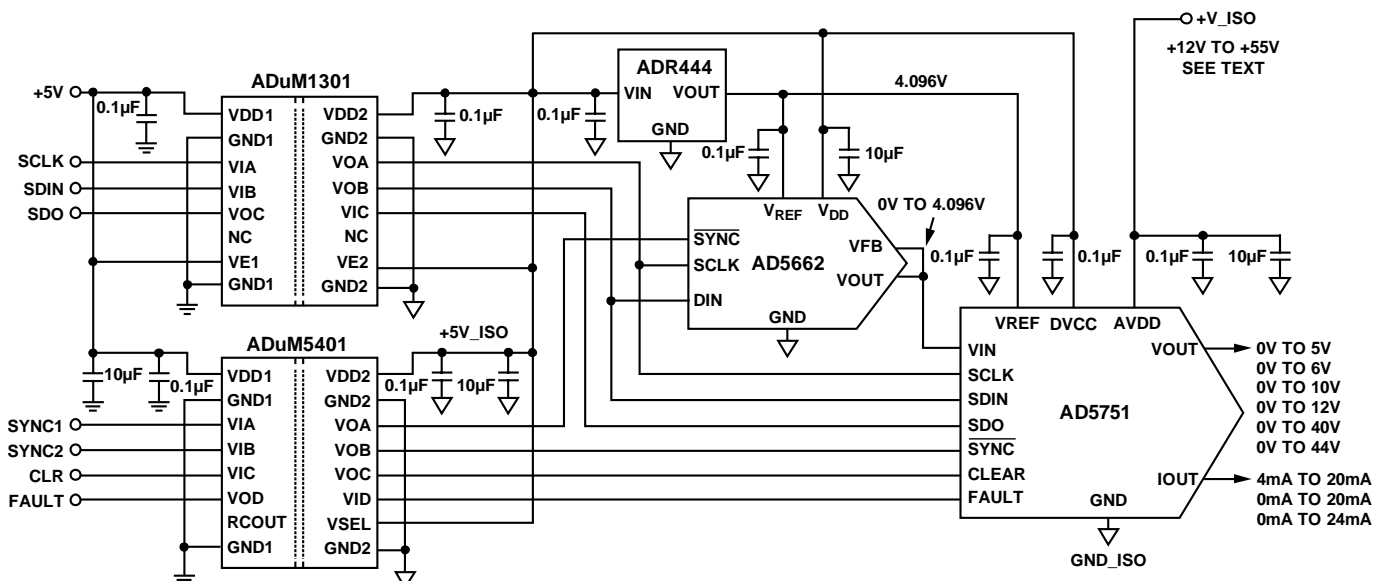 +V_ISO
+12V TO +55V
SEE TEXT
ADuM1301
+5V
0.1µF
VDD1
GND1
VIA
VIB
VOC
NC
VE1
GND1
VDD2
GND2
VOA
VOB
VIC
NC
VE2
GND2
SCLK
SDIN
SDO
0.1µF
0.1µF
ADR444
VIN
VOUT
GND
4.096V
0.1µF
10µF
VREF
VDD
0V TO 4.096V
SYNC
SCLK
DIN
AD5662
VFB
VOUT
GND
0.1µF
0.1µF
0.1µF
10µF
ADuM5401
10µF
0.1µF
VDD1
GND1
VIA
VIB
VIC
VOD
RCOUT
GND1
VDD2
GND2
VOA
VOB
VOC
VID
VSEL
GND2
+5V_ISO
0.1µF
10µF
SYNC1
SYNC2
CLR
FAULT
VREF
DVCC
AVDD
VIN
SCLK
SDIN
SDO
SYNC
CLEAR
FAULT
AD5751
VOUT
IOUT
GND
GND_ISO
0V TO 5V
0V TO 6V
0V TO 10V
0V TO 12V
0V TO 40V
0V TO 44V
4mA TO 20mA
0mA TO 20mA
0mA TO 24mA